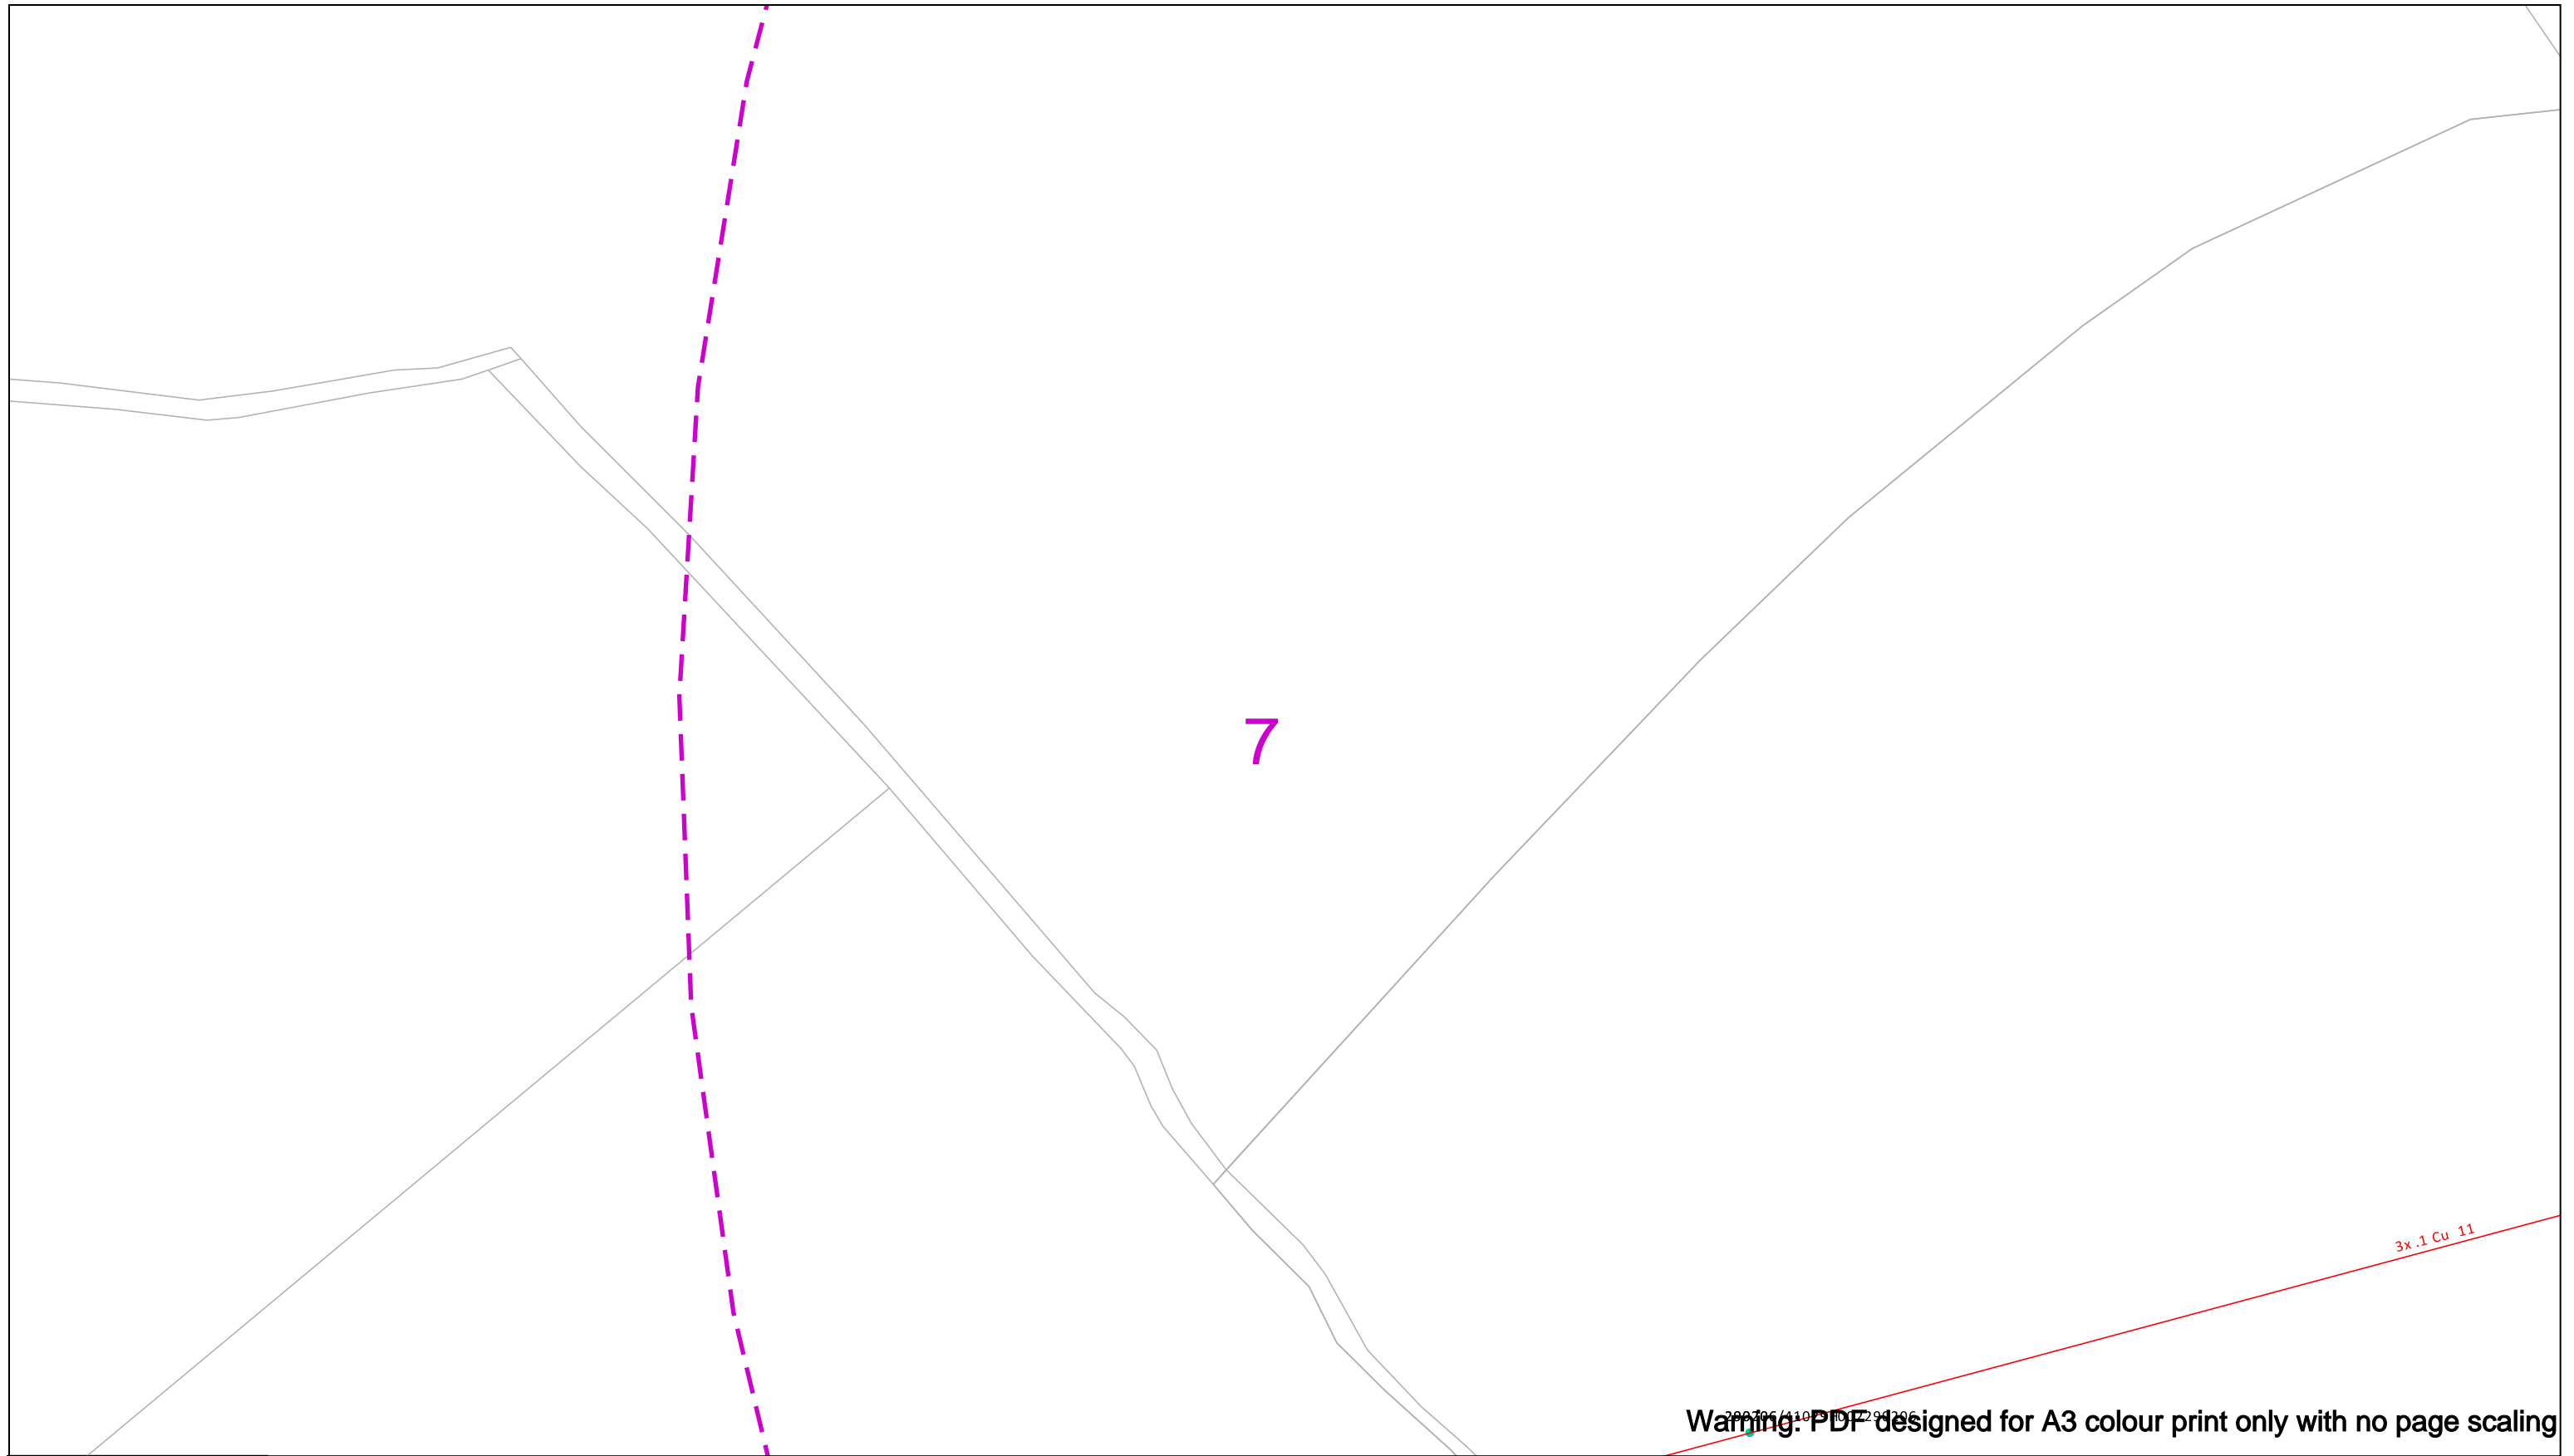 7
3x .1 Cu 11
Warning: PDF designed for A3 colour print only with no page scaling